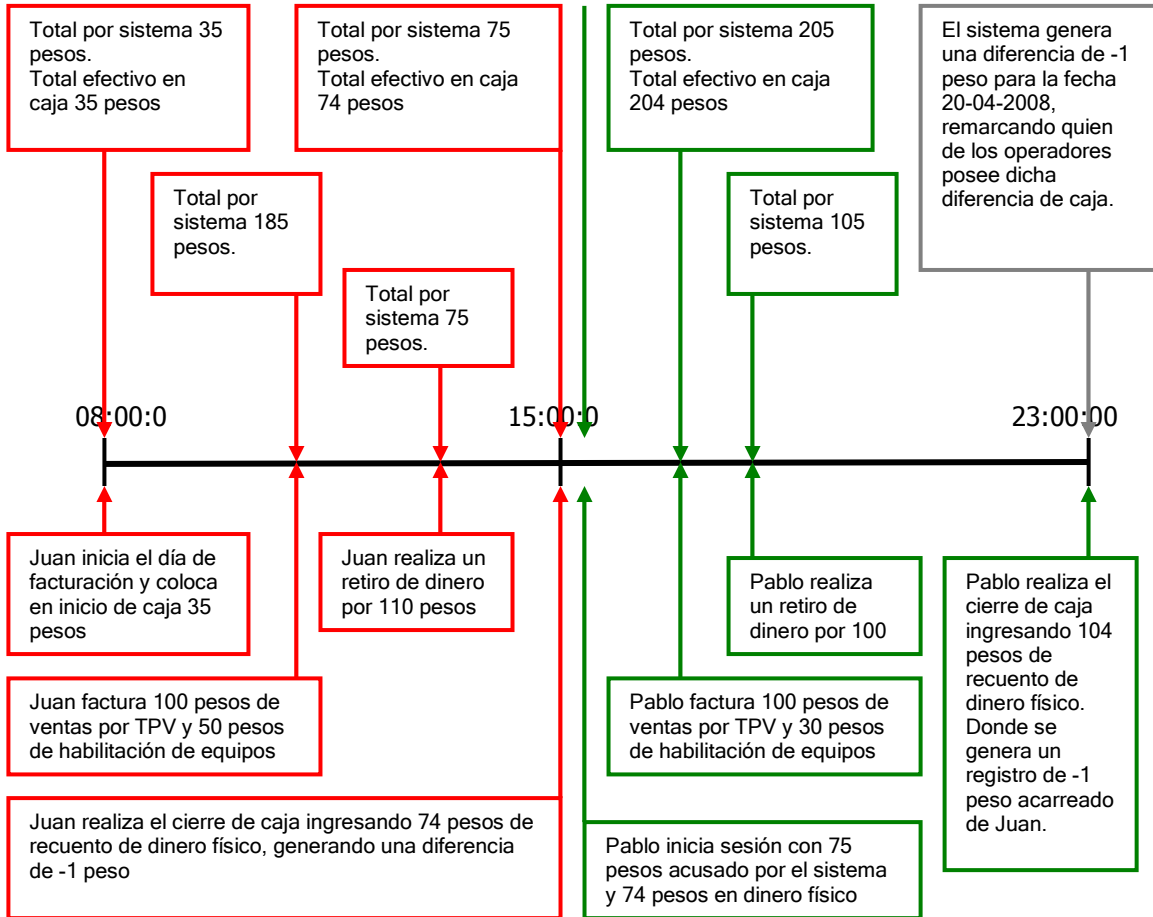 Total por sistema 35
pesos.
Total efectivo en
caja 35 pesos
Total por sistema 75
pesos.
Total efectivo en caja
74 pesos
Total por sistema 205
pesos.
Total efectivo en caja
204 pesos
El sistema genera
una diferencia de -1
peso para la fecha
20-04-2008,
remarcando quien
de los operadores
posee dicha
diferencia de caja.
Total por
sistema 185
pesos.
Total por
sistema 105
pesos.
Total por
sistema 75
pesos.
08:00:0
15:00:0
23:00:00
Juan inicia el día de
facturación y coloca
en inicio de caja 35
pesos
Juan realiza un
retiro de dinero
por 110 pesos
Pablo realiza
un retiro de
dinero por 100
Pablo realiza el
cierre de caja
ingresando 104
pesos de
recuento de
dinero físico.
Donde se
genera un
registro de -1
peso acarreado
de Juan.
Juan factura 100 pesos de
ventas por TPV y 50 pesos
de habilitación de equipos
Pablo factura 100 pesos de
ventas por TPV y 30 pesos
de habilitación de equipos
Juan realiza el cierre de caja ingresando 74 pesos de
recuento de dinero físico, generando una diferencia
de -1 peso
Pablo inicia sesión con 75
pesos acusado por el sistema
y 74 pesos en dinero físico